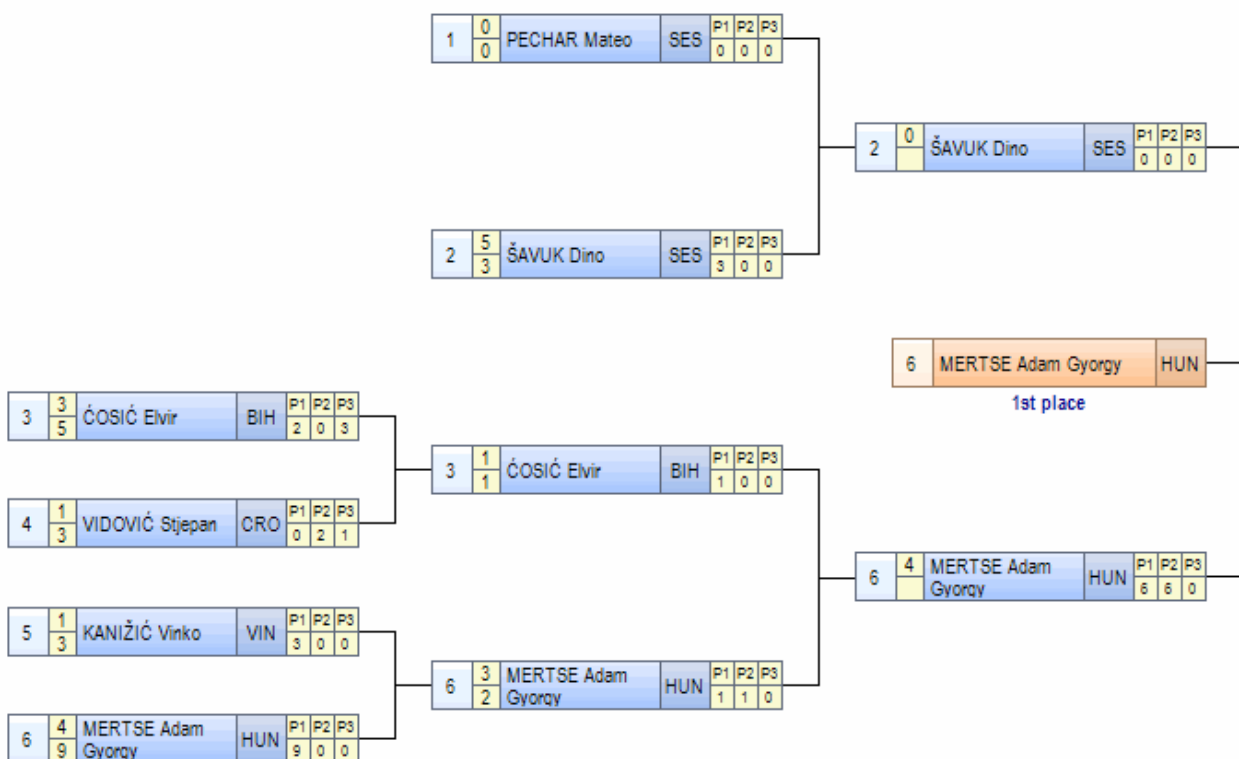 1 0 0 PECHAR Mateo SES P1 P2 P3 0 0 0
2 0 ŠAVUK Dino SES P1 P2 P3 0 0 0
2 5 3 ŠAVUK Dino SES P1 P2 P3 3 0 0
6 MERTSE Adam Gyorgy HUN
1st place
3 3 5 ĆOSIĆ Elvir BIH P1 P2 P3 2 0 3
3 1 1 ĆOSIĆ Elvir BIH P1 P2 P3 1 0 0
4 1 3 VIDOVIĆ Stjepan CRO P1 P2 P3 0 2 1
6 4 MERTSE Adam Gyorgy HUN P1 P2 P3 6 6 0
5 1 3 KANIŽIĆ Vinko VIN P1 P2 P3 3 0 0
6 3 2 MERTSE Adam Gyorgy HUN P1 P2 P3 1 1 0
6 4 9 MERTSE Adam Gyorgy HUN P1 P2 P3 9 0 0